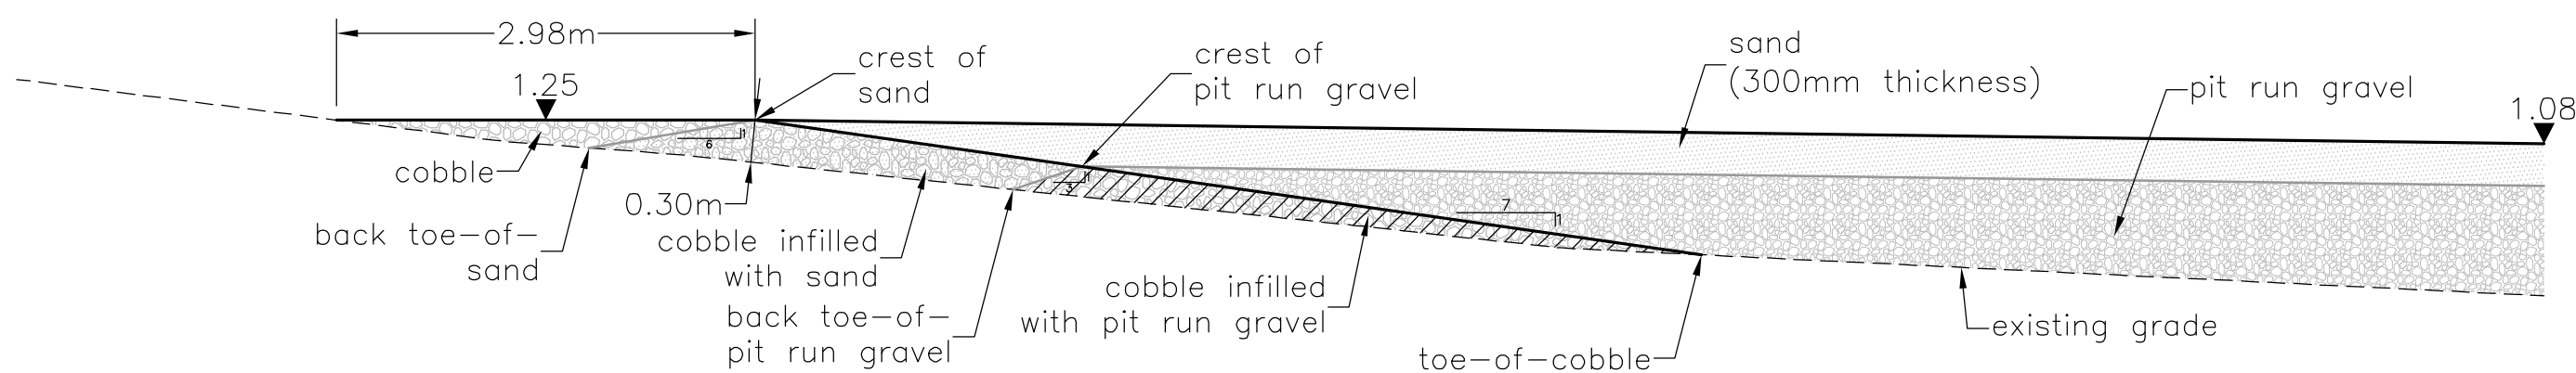 2.98m
1.25
crest of
sand
crest of
pit run gravel
sand
(300mm thickness)
pit run gravel
1.08
1
6
cobble
0.30m
1
3
7
1
back toe-of-
sand
cobble infilled
with sand
back toe-of-
pit run gravel
cobble infilled
with pit run gravel
toe-of-cobble
existing grade